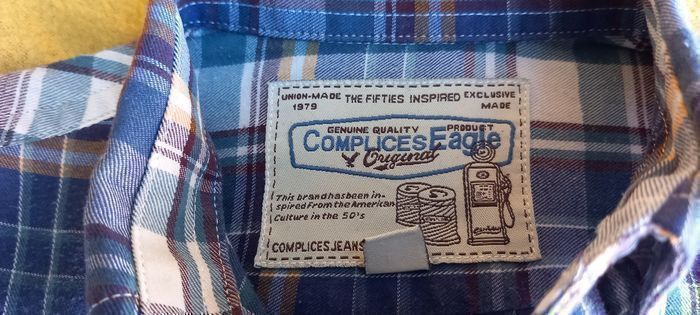 UNION-MADE THE FIFTIES INSPIRED EXCLUSIVE
1979 MADE
GENUINE QUALITY PRODUCT
COMPLICES Eagle
Original
This brand has been in-
spired From the American
Culture in the 50's
COMPLICES JEANS